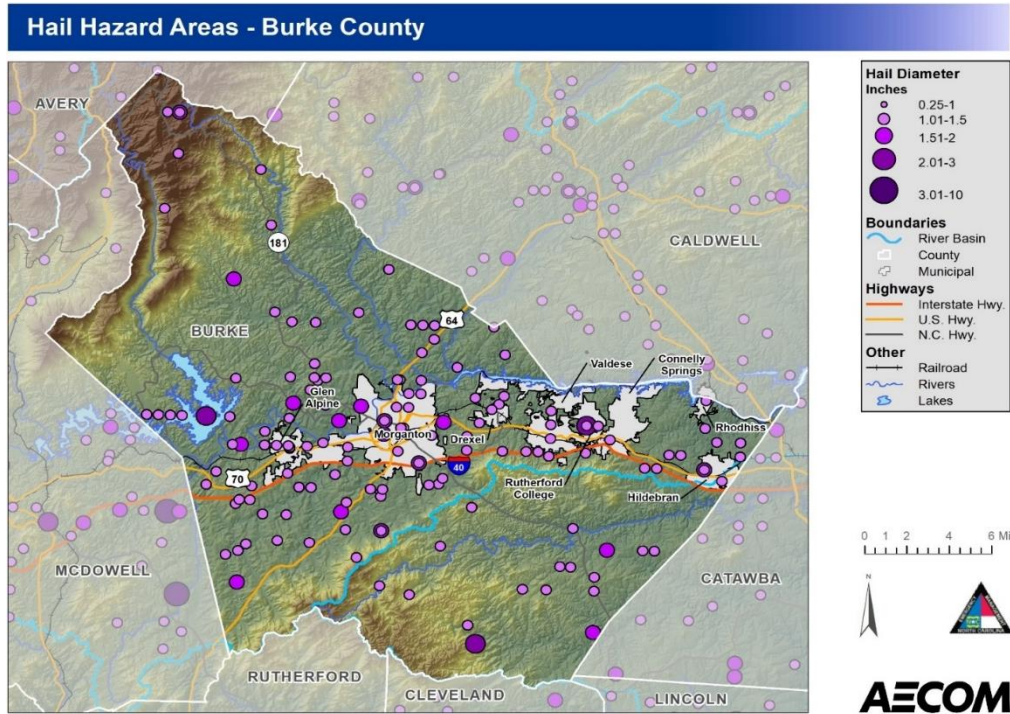 Hail Hazard Areas - Burke County
AVERY
CALDWELL
181
BURKE
64
Valdese
Connelly
Springs
Glen
Alpine
Morganton
Drexel
Rhodhiss
70
40
Rutherford
College
Hildebran
MCDOWELL
CATAWBA
RUTHERFORD
CLEVELAND
LINCOLN
Hail Diameter
Inches
0.25-1
1.01-1.5
1.51-2
2.01-3
3.01-10
Boundaries
River Basin
County
Municipal
Highways
Interstate Hwy.
U.S. Hwy.
N.C. Hwy.
Other
Railroad
Rivers
Lakes
0 1 2 4 6 Mi
N
NORTH CAROLINA
AECOM